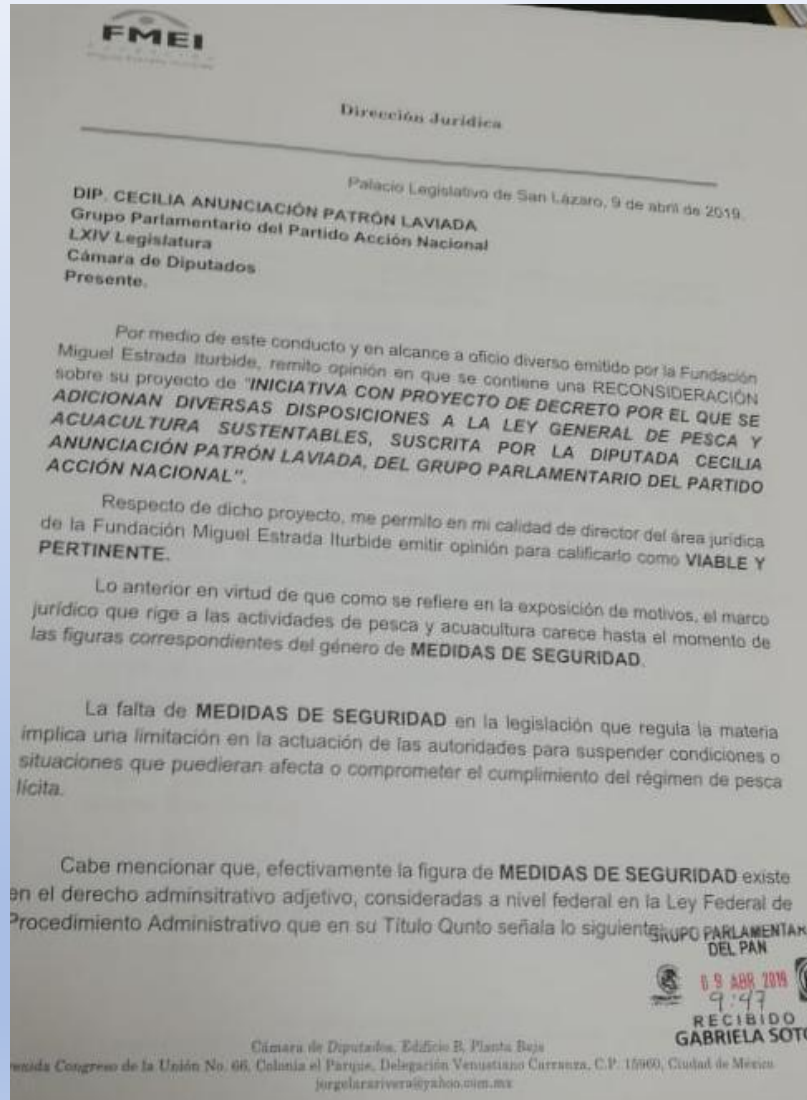 FMEI
Dirección Jurídica
Palacio Legislativo de San Lázaro, 9 de abril de 2019.
DIP. CECILIA ANUNCIACIÓN PATRÓN LAVIADA
Grupo Parlamentario del Partido Acción Nacional
LXIV Legislatura
Cámara de Diputados
Presente.
Por medio de este conducto y en alcance a oficio diverso emitido por la Fundación
Miguel Estrada Iturbide, remito opinión en que se contiene una RECONSIDERACIÓN
sobre su proyecto de "INICIATIVA CON PROYECTO DE DECRETO POR EL QUE SE
ADICIONAN DIVERSAS DISPOSICIONES A LA LEY GENERAL DE PESCA Y
ACUACULTURA SUSTENTABLES, SUSCRITA POR LA DIPUTADA CECILIA
ANUNCIACIÓN PATRÓN LAVIADA, DEL GRUPO PARLAMENTARIO DEL PARTIDO
ACCIÓN NACIONAL".
Respecto de dicho proyecto, me permito en mi calidad de director del área jurídica
de la Fundación Miguel Estrada Iturbide emitir opinión para calificarlo como VIABLE Y
PERTINENTE.
Lo anterior en virtud de que como se refiere en la exposición de motivos, el marco
jurídico que rige a las actividades de pesca y acuacultura carece hasta el momento de
las figuras correspondientes del género de MEDIDAS DE SEGURIDAD.
La falta de MEDIDAS DE SEGURIDAD en la legislación que regula la materia
implica una limitación en la actuación de las autoridades para suspender condiciones o
situaciones que puedieran afecta o comprometer el cumplimiento del régimen de pesca
lícita.
Cabe mencionar que, efectivamente la figura de MEDIDAS DE SEGURIDAD existe
en el derecho adminsitrativo adjetivo, consideradas a nivel federal en la Ley Federal de
Procedimiento Administrativo que en su Título Qunto señala lo siguiente:
GRUPO PARLAMENTAR
DEL PAN
09 ABR 2019
9:47
RECIBIDO
GABRIELA SOTO
Cámara de Diputados, Edificio B, Planta Baja
venida Congreso de la Unión No. 66, Colonia el Parque, Delegación Venustiano Carranza, C.P. 15960, Ciudad de México
jorgelararivera@yahoo.com.mx